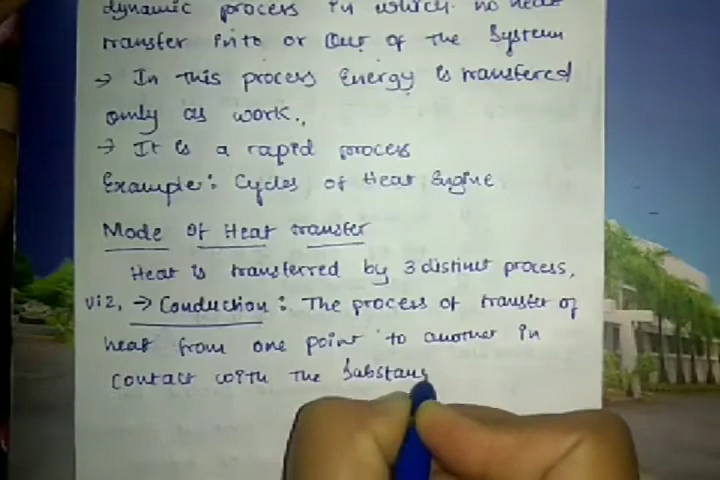 dynamic process in which no heat
transfer into or Out of the System
→ In this process Energy is transferred
only as work.,
→ It is a rapid process
Example: Cycles of Heat Engine
Mode of Heat transfer
Heat is transferred by 3 distinct process,
viz, → Conduction: The process of transfer of
heat from one point to another in
contact with the Substans